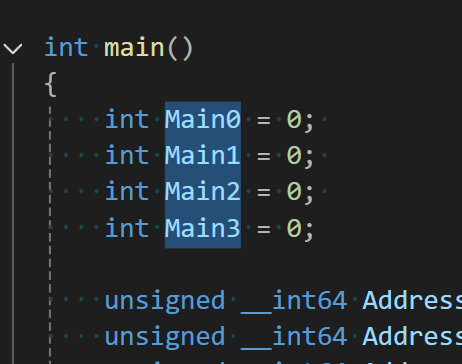 int main()
{
int Main0 = 0;
int Main1 = 0;
int Main2 = 0;
int Main3 = 0;
unsigned __int64 Address
unsigned __int64 Address